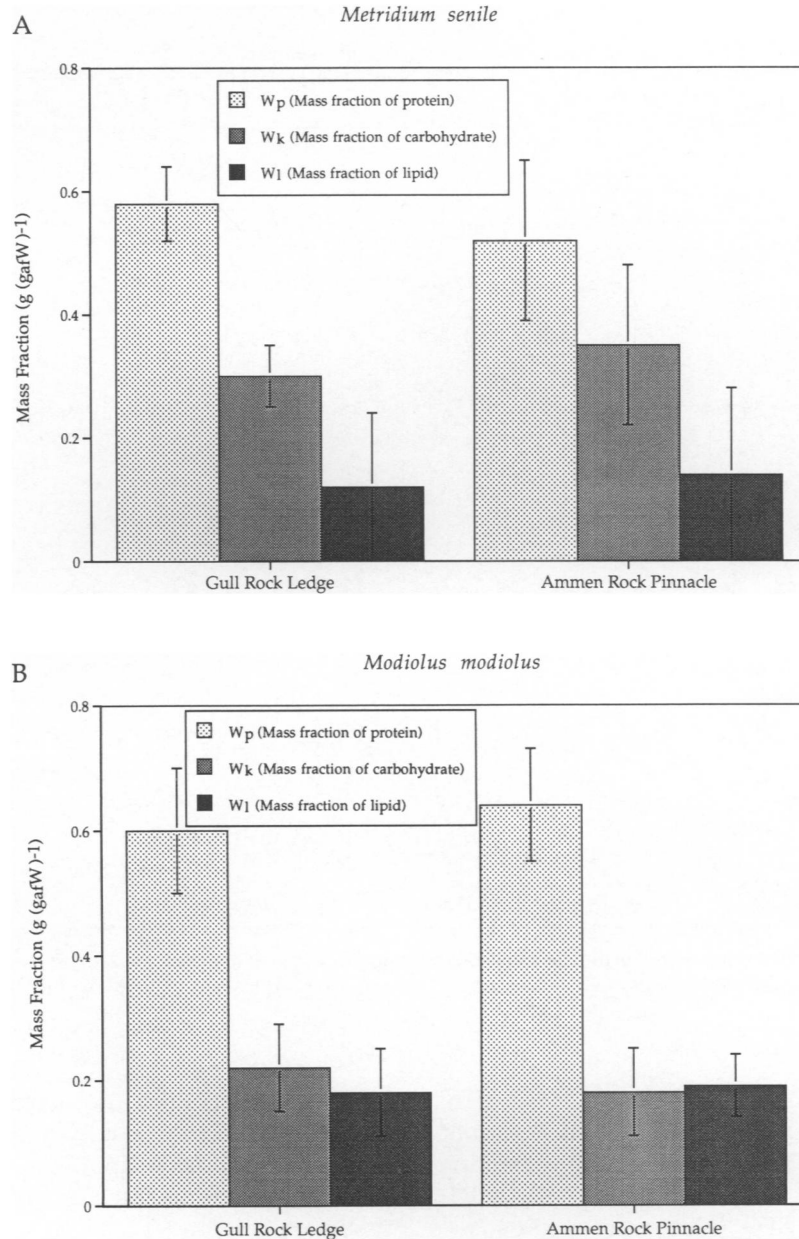 A
Metridium senile
Mass Fraction (g (gafW)-1)
0.8
0.6
0.4
0.2
0
Wp (Mass fraction of protein)
Wk (Mass fraction of carbohydrate)
Wl (Mass fraction of lipid)
Gull Rock Ledge
Ammen Rock Pinnacle
B
Modiolus modiolus
Mass Fraction (g (gafW)-1)
0.8
0.6
0.4
0.2
0
Wp (Mass fraction of protein)
Wk (Mass fraction of carbohydrate)
Wl (Mass fraction of lipid)
Gull Rock Ledge
Ammen Rock Pinnacle